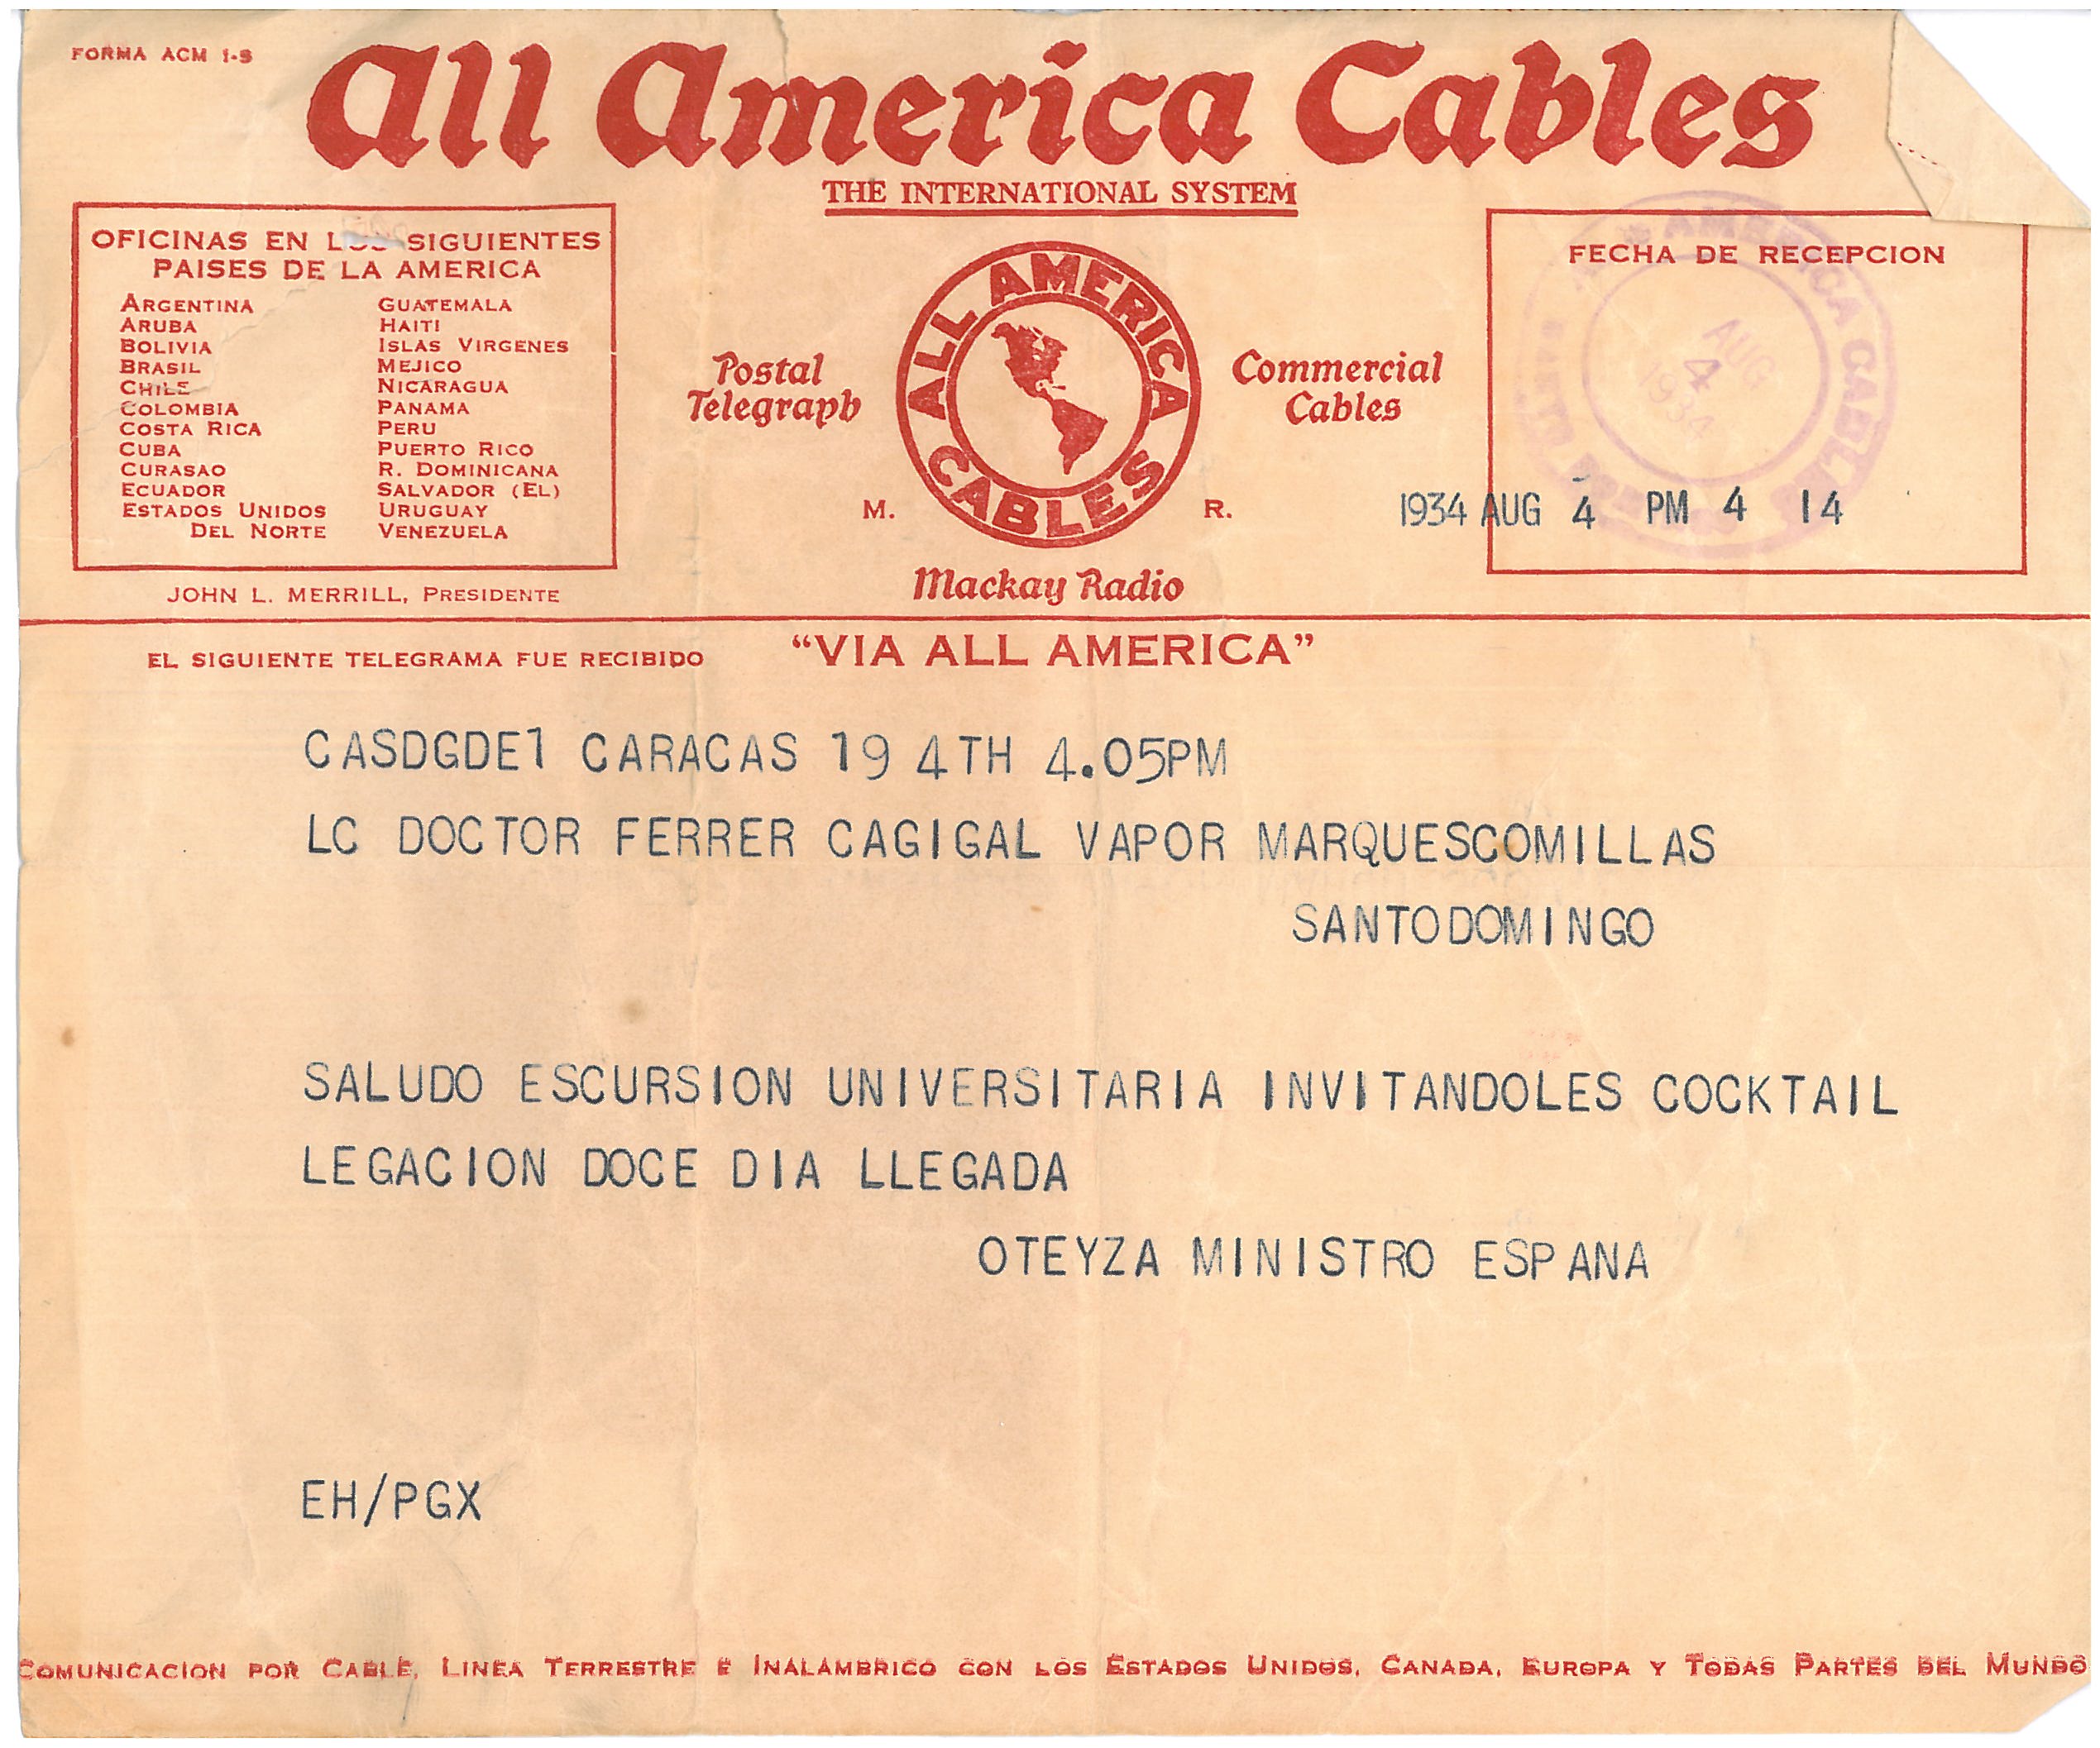 FORMA ACM 1-S
All America Cables
THE INTERNATIONAL SYSTEM
OFICINAS EN LOS SIGUIENTES
PAISES DE LA AMERICA
ARGENTINA
ARUBA
BOLIVIA
BRASIL
CHILE
COLOMBIA
COSTA RICA
CUBA
CURASAO
ECUADOR
ESTADOS UNIDOS
DEL NORTE
GUATEMALA
HAITI
ISLAS VIRGENES
MEJICO
NICARAGUA
PANAMA
PERU
PUERTO RICO
R. DOMINICANA
SALVADOR (EL)
URUGUAY
VENEZUELA
JOHN L. MERRILL, PRESIDENTE
Postal
Telegraph
ALL AMERICA
CABLES
M. R.
Commercial
Cables
Mackay Radio
FECHA DE RECEPCION
AMERICA CABLES
AUG
4
1934
1934 AUG 4 PM 4 14
EL SIGUIENTE TELEGRAMA FUE RECIBIDO "VIA ALL AMERICA"
CASDGDE1 CARACAS 19 4TH 4.05PM
LC DOCTOR FERRER CAGIGAL VAPOR MARQUESCOMILLAS
SANTODOMINGO
SALUDO ESCURSION UNIVERSITARIA INVITANDOLES COCKTAIL
LEGACION DOCE DIA LLEGADA
OTEYZA MINISTRO ESPANA
EH/PGX
COMUNICACION POR CABLE, LINEA TERRESTRE E INALAMBRICO CON LOS ESTADOS UNIDOS, CANADA, EUROPA Y TODAS PARTES DEL MUNDO